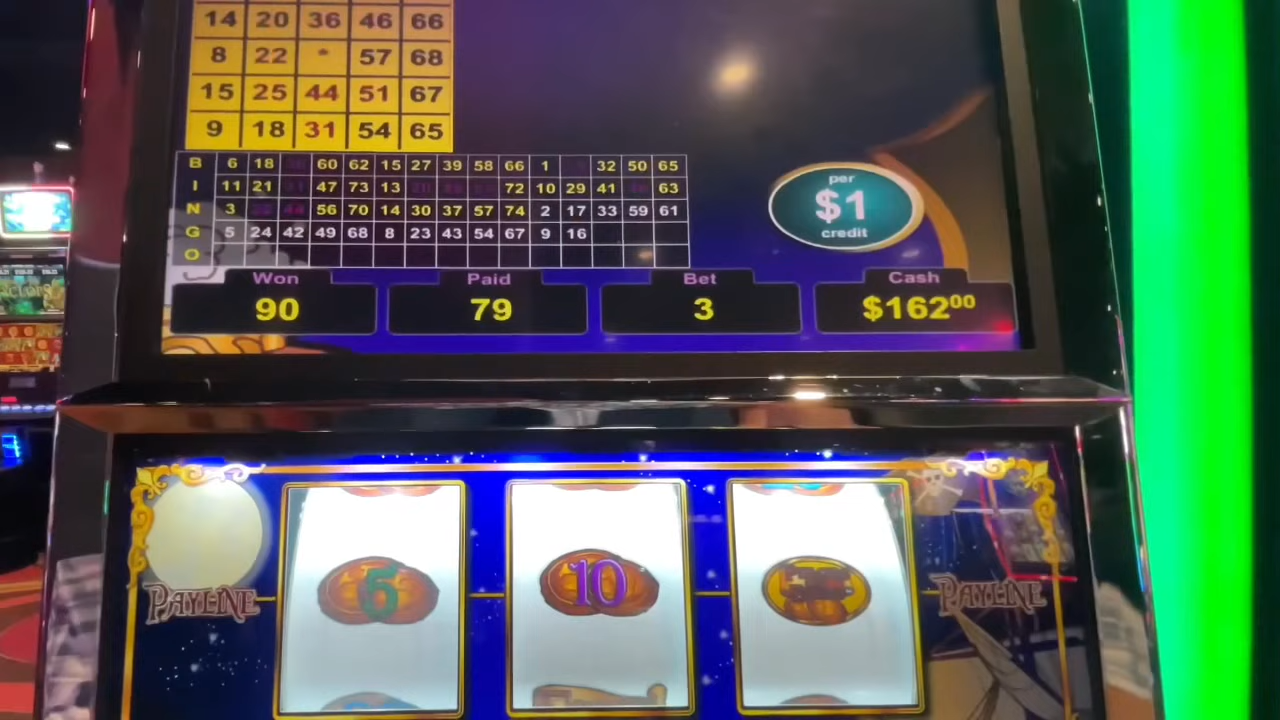 14 20 36 46 66
8 22 * 57 68
15 25 44 51 67
9 18 31 54 65
B 6 18 60 62 15 27 39 58 66 1 32 50 65
I 11 21 47 73 13 72 10 29 41 63
N 3 56 70 14 30 37 57 74 2 17 33 59 61
G 5 24 42 49 68 8 23 43 54 67 9 16
O
per
$1
credit
Won Paid Bet Cash
90 79 3 $162.00
5 10
PAYLINE PAYLINE